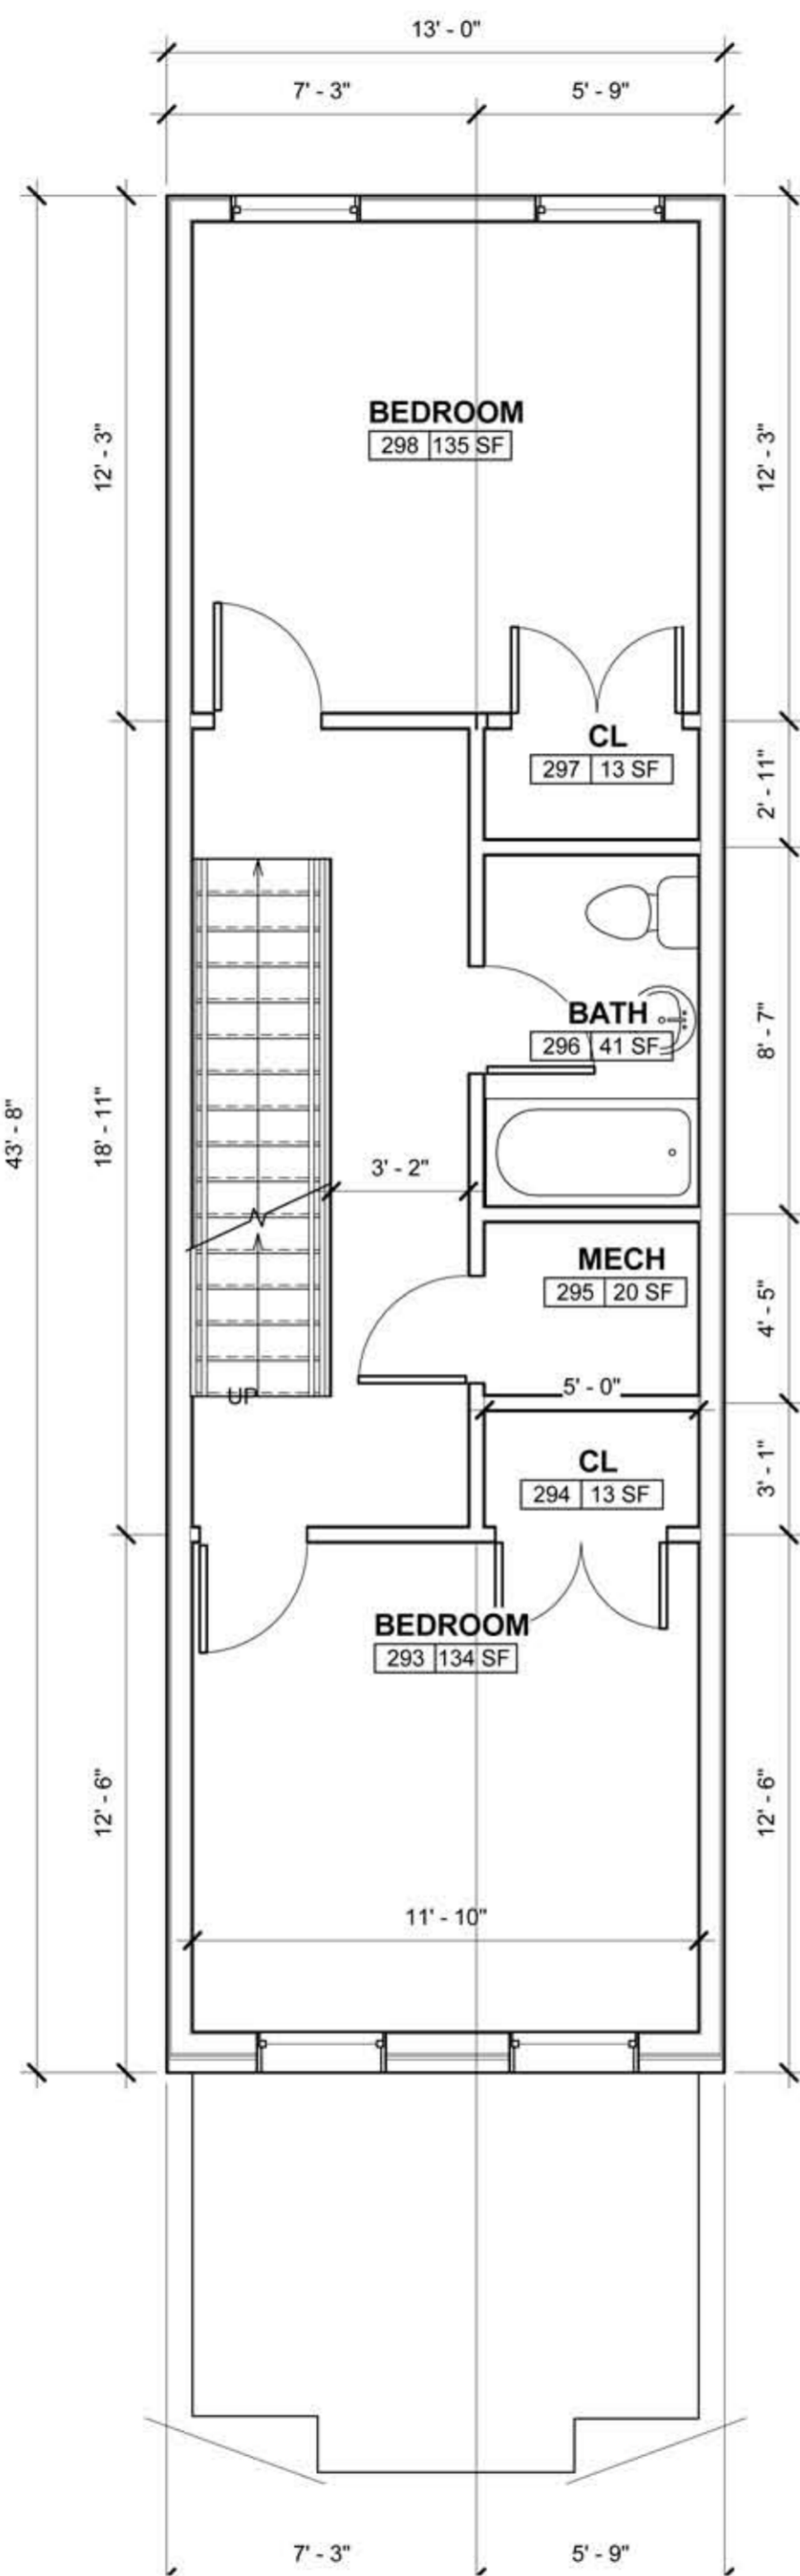 13' - 0"
7' - 3" 5' - 9"
BEDROOM
298 135 SF
12' - 3" 12' - 3"
CL
297 13 SF
2' - 11"
BATH
296 41 SF
8' - 7"
43' - 8" 18' - 11"
3' - 2"
MECH
295 20 SF
4' - 5"
5' - 0"
UP
CL
294 13 SF
3' - 1"
BEDROOM
293 134 SF
12' - 6" 12' - 6"
11' - 10"
7' - 3" 5' - 9"